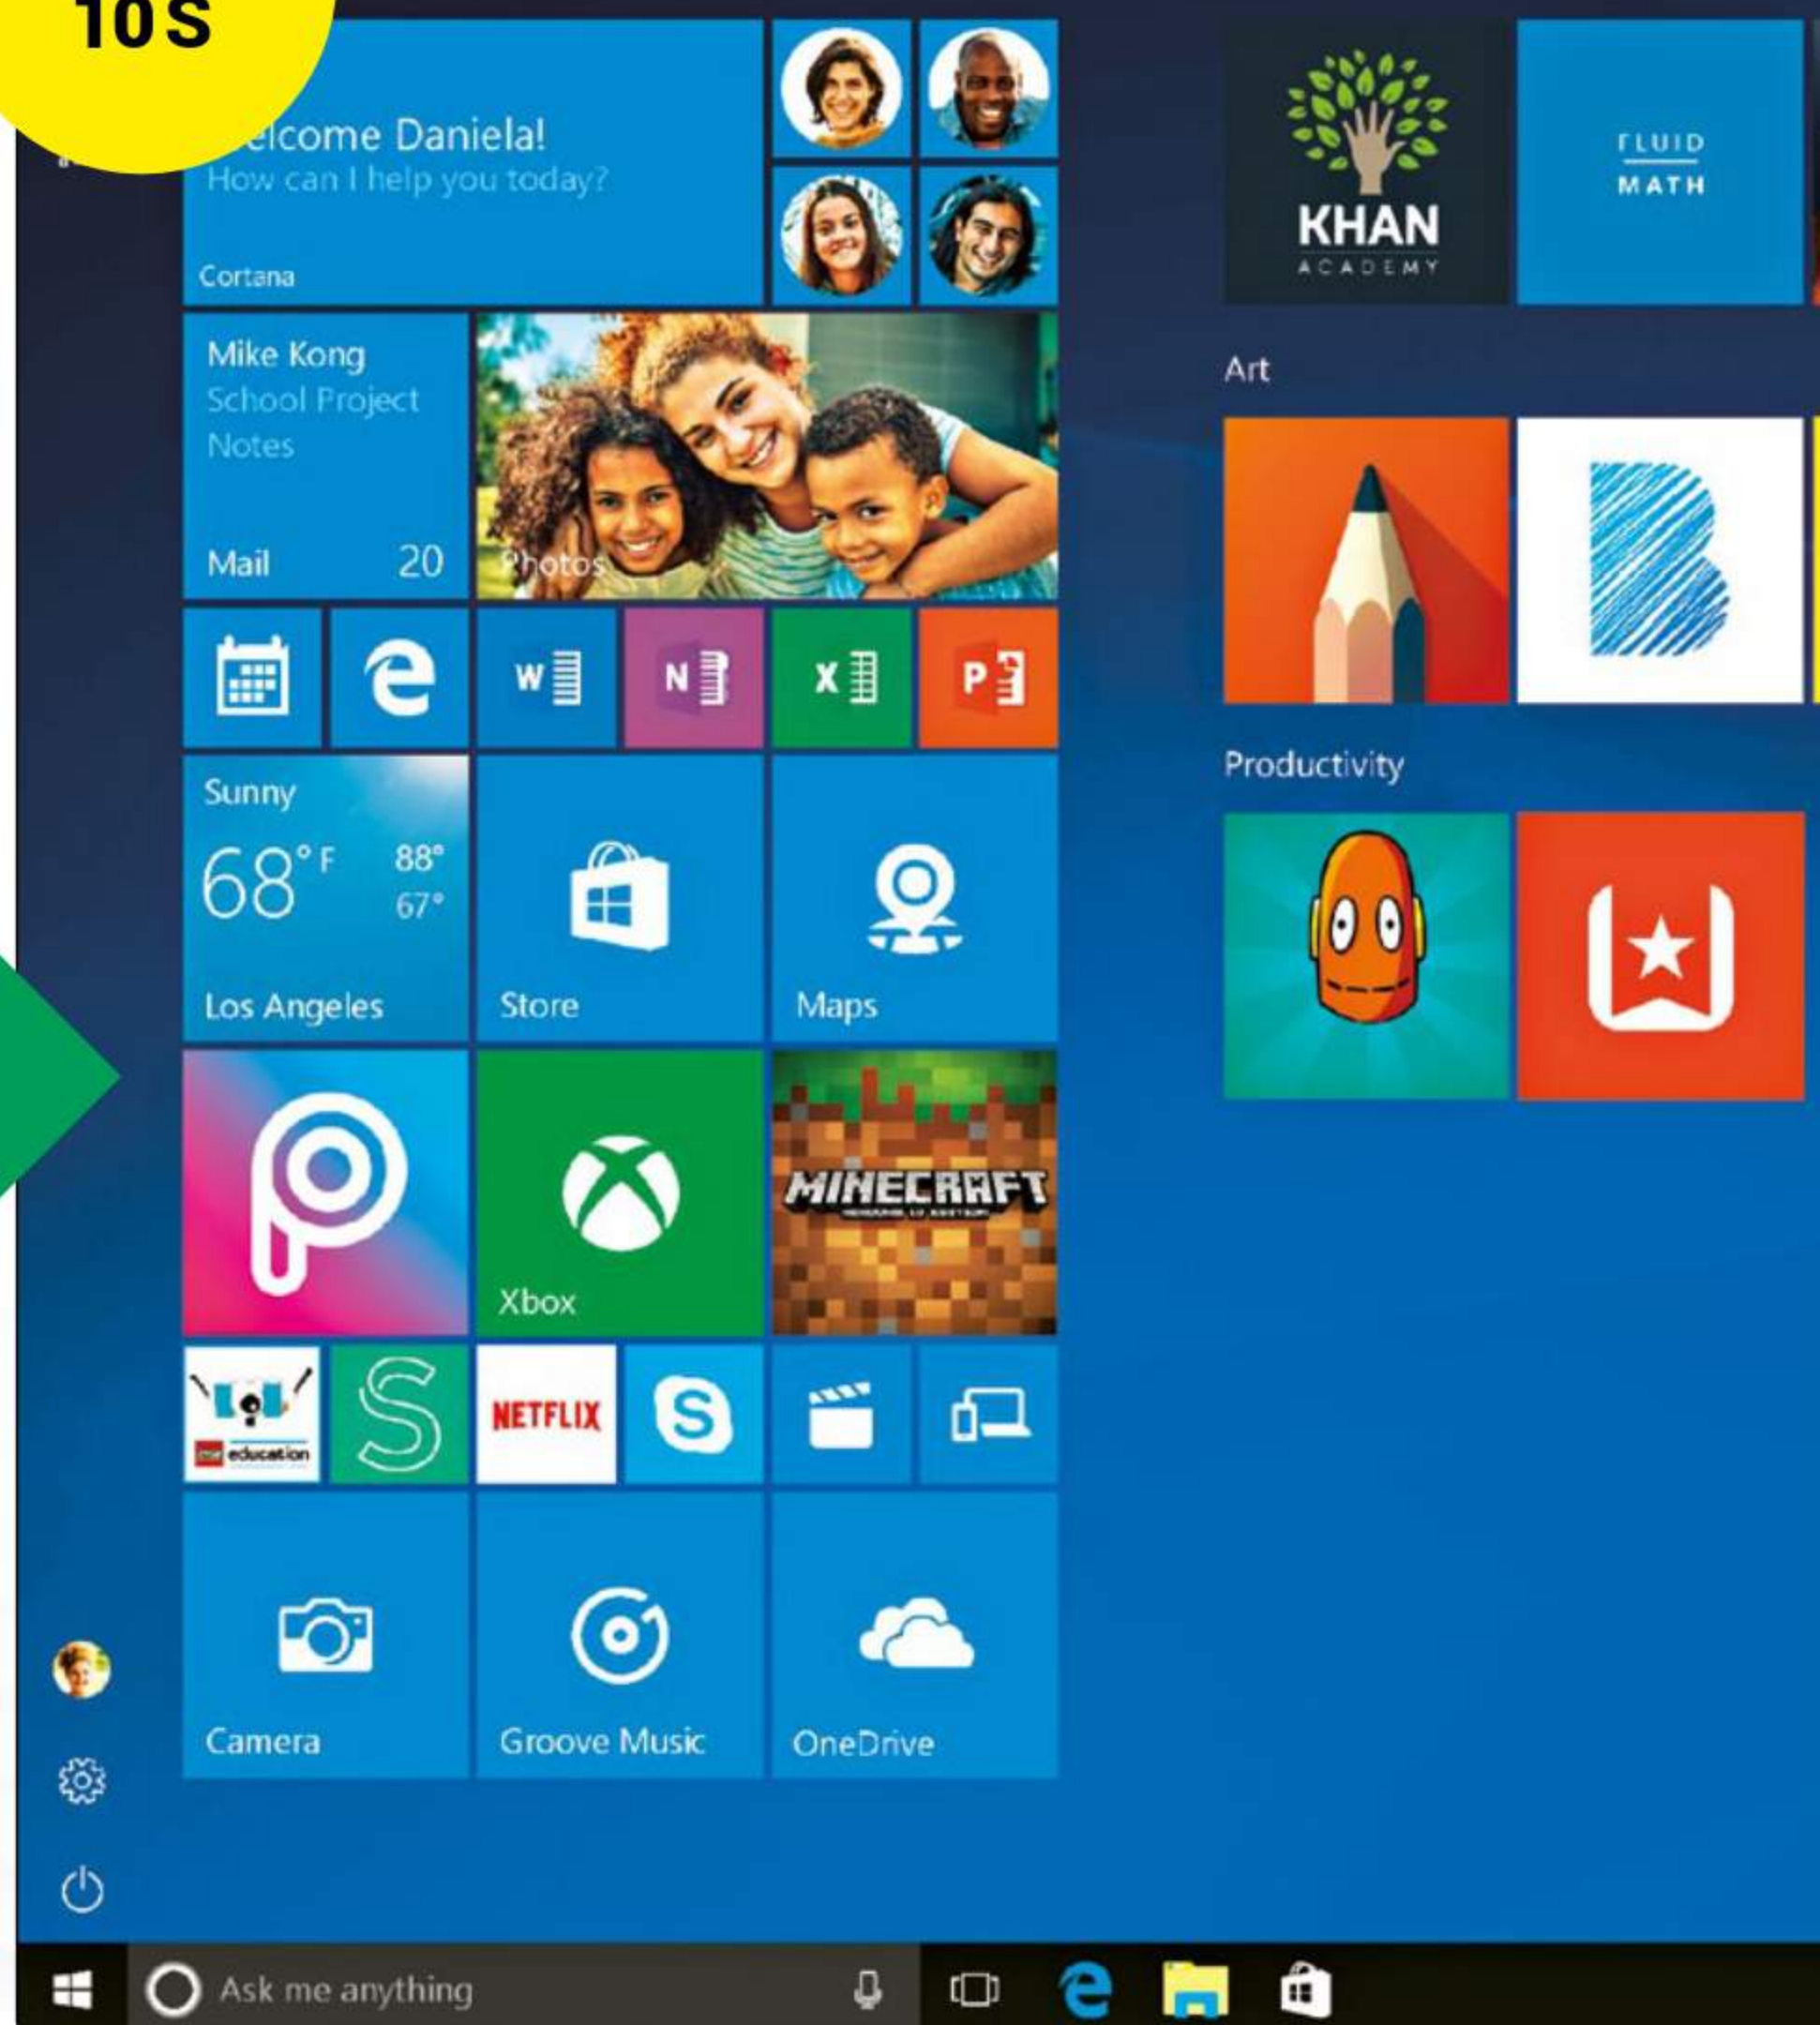 10 S
elcome Daniela!
How can I help you today?
Cortana
Mike Kong
School Project
Notes
Mail 20
Photos
W
N
X
P
Sunny
68°F 88°
67°
Los Angeles
Store
Maps
Xbox
MINECRAFT
education
S
NETFLIX
S
Camera
Groove Music
OneDrive
KHAN
ACADEMY
FLUID
MATH
Art
B
Productivity
Ask me anything